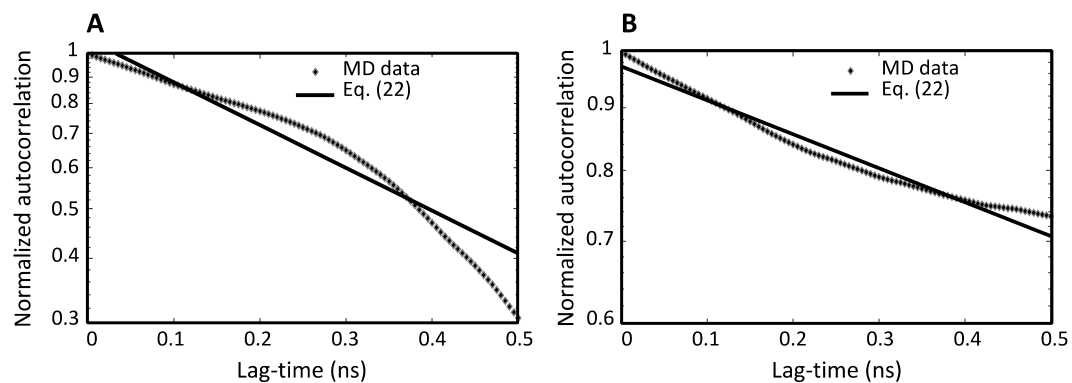 A
Normalized autocorrelation
1
0.9
0.8
0.7
0.6
0.5
0.4
0.3
0 0.1 0.2 0.3 0.4 0.5
Lag-time (ns)
MD data
Eq. (22)
B
Normalized autocorrelation
1
0.9
0.8
0.7
0.6
0 0.1 0.2 0.3 0.4 0.5
Lag-time (ns)
MD data
Eq. (22)